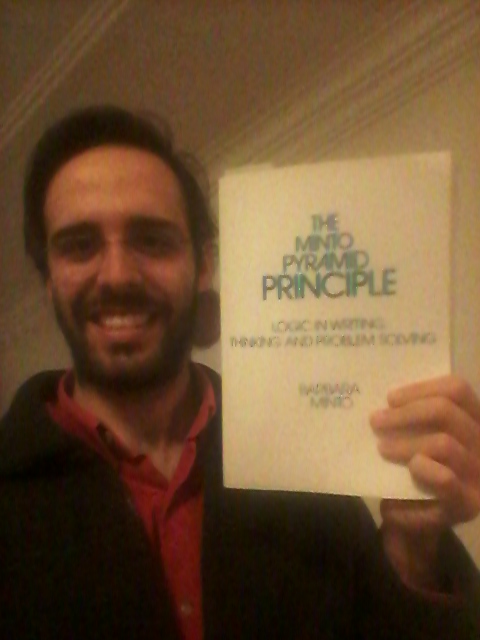 THE
MINTO
PYRAMID
PRINCIPLE
LOGIC IN WRITING
THINKING AND PROBLEM SOLVING
BARBARA
MINTO